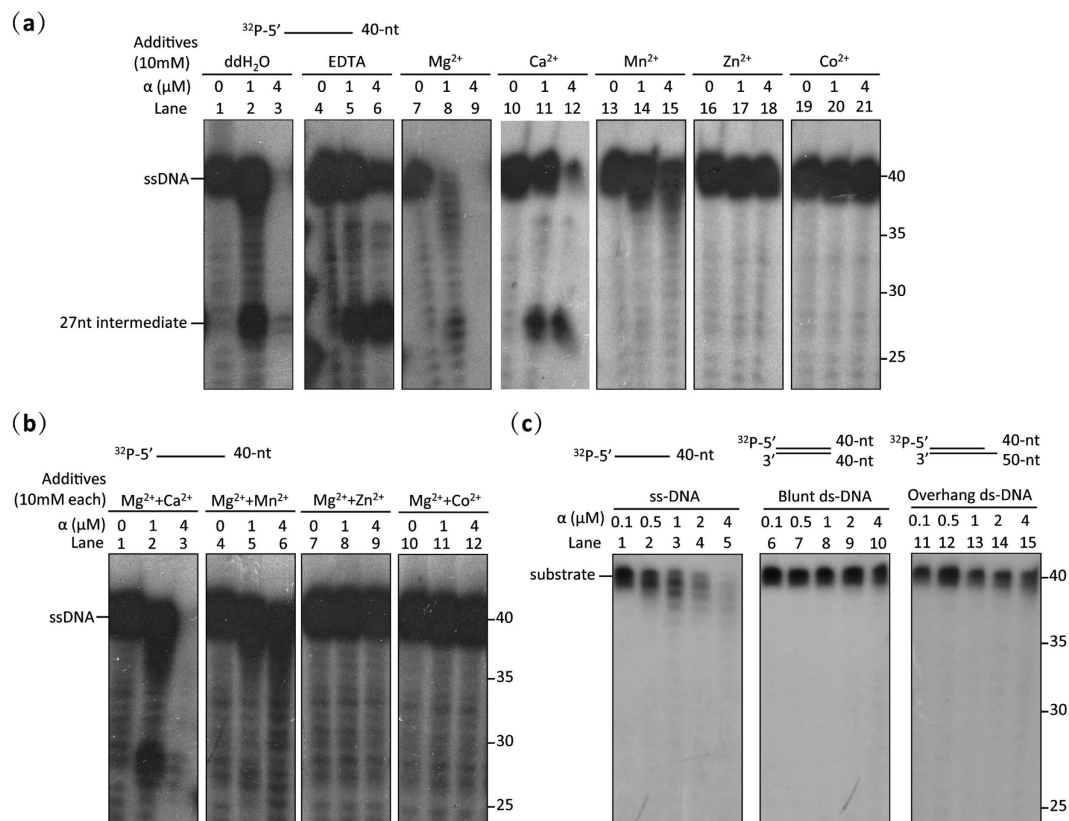 (a)
³²P-5′ 40-nt
Additives
(10mM) ddH₂O EDTA Mg²⁺ Ca²⁺ Mn²⁺ Zn²⁺ Co²⁺
α (μM) 0 1 4 0 1 4 0 1 4 0 1 4 0 1 4 0 1 4 0 1 4
Lane 1 2 3 4 5 6 7 8 9 10 11 12 13 14 15 16 17 18 19 20 21
ssDNA 40
35
30
27nt intermediate
25
(b)
³²P-5′ 40-nt
Additives
(10mM each) Mg²⁺+Ca²⁺ Mg²⁺+Mn²⁺ Mg²⁺+Zn²⁺ Mg²⁺+Co²⁺
α (μM) 0 1 4 0 1 4 0 1 4 0 1 4
Lane 1 2 3 4 5 6 7 8 9 10 11 12
ssDNA 40
35
30
25
(c)
³²P-5′ 40-nt ³²P-5′ 40-nt ³²P-5′ 40-nt
3′ 40-nt 3′ 50-nt
ss-DNA Blunt ds-DNA Overhang ds-DNA
α (μM) 0.1 0.5 1 2 4 0.1 0.5 1 2 4 0.1 0.5 1 2 4
Lane 1 2 3 4 5 6 7 8 9 10 11 12 13 14 15
substrate 40
35
30
25